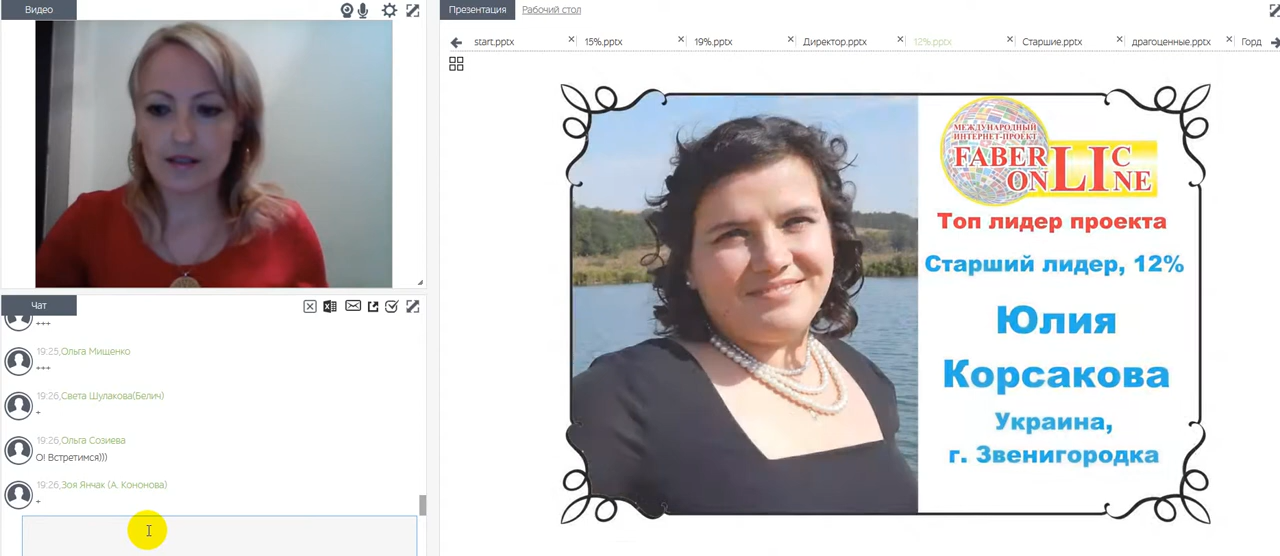 Видео
Презентация
Рабочий стол
start.pptx
15%.pptx
19%.pptx
Директор.pptx
12%.pptx
Старшие.pptx
драгоценные.pptx
Горд
МЕЖДУНАРОДНЫЙ
ИНТЕРНЕТ-ПРОЕКТ
FABERLIC
ONLINE
Топ лидер проекта
Старший лидер, 12%
Юлия
Корсакова
Украина,
г. Звенигородка
Чат
+++
19:25,Ольга Мищенко
+++
19:26,Света Шулакова(Белич)
+
19:26,Ольга Созиева
О! Встретимся)))
19:26,Зоя Янчак (А. Кононова)
+